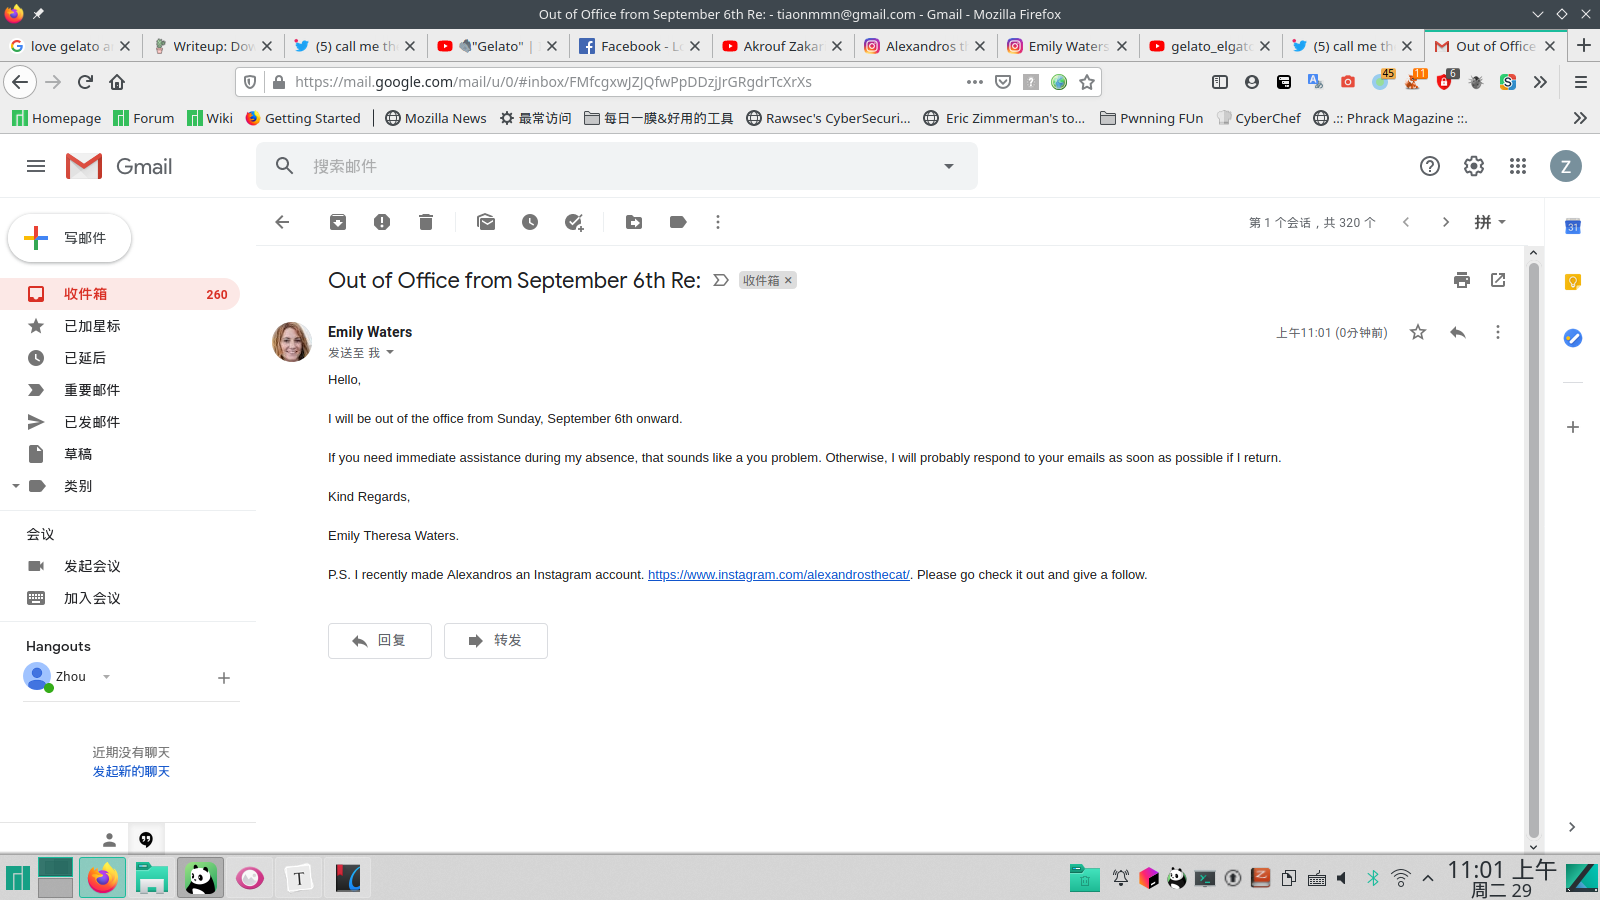 Out of Office from September 6th Re: - tiaonmmn@gmail.com - Gmail - Mozilla Firefox
love gelato a
Writeup: Dow
(5) call me th
"Gelato" |
Facebook - Lo
Akrouf Zakar
Alexandros t
Emily Waters
gelato_elgato
(5) call me the
Out of Office
https://mail.google.com/mail/u/0/#inbox/FMfcgxwJZJQfwPpDDzjJrGRgdrTcXrXs
45
11
6
Homepage
Forum
Wiki
Getting Started
Mozilla News
最常访问
每日一膜&好用的工具
Rawsec's CyberSecuri...
Eric Zimmerman's to...
Pwnning FUn
CyberChef
.:: Phrack Magazine ::.
Gmail
搜索邮件
Z
写邮件
第 1 个会话，共 320 个
拼
31
收件箱 260
已加星标
已延后
重要邮件
已发邮件
草稿
类别
会议
发起会议
加入会议
Hangouts
Zhou
近期没有聊天
发起新的聊天
Out of Office from September 6th Re:
收件箱
Emily Waters
上午11:01 (0分钟前)
发送至 我
Hello,
I will be out of the office from Sunday, September 6th onward.
If you need immediate assistance during my absence, that sounds like a you problem. Otherwise, I will probably respond to your emails as soon as possible if I return.
Kind Regards,
Emily Theresa Waters.
P.S. I recently made Alexandros an Instagram account. https://www.instagram.com/alexandrosthecat/. Please go check it out and give a follow.
回复
转发
T
11:01 上午
周二 29